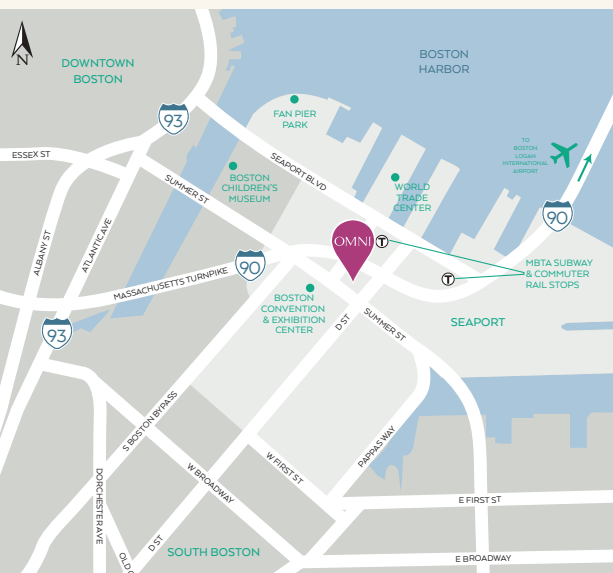 N
DOWNTOWN
BOSTON
BOSTON
HARBOR
93
FAN PIER
PARK
ESSEX ST
SEAPORT BLVD
TO
BOSTON
LOGAN
INTERNATIONAL
AIRPORT
SUMMER ST
BOSTON
CHILDREN'S
MUSEUM
WORLD
TRADE
CENTER
90
ALBANY ST
ATLANTIC AVE
OMNI
T
MASSACHUSETTS TURNPIKE
90
T
MBTA SUBWAY
& COMMUTER
RAIL STOPS
BOSTON
CONVENTION
& EXHIBITION
CENTER
D ST
SUMMER ST
SEAPORT
93
S BOSTON BYPASS
W BROADWAY
W FIRST ST
PAPPAS WAY
DORCHESTER AVE
E FIRST ST
OLD
D ST
SOUTH BOSTON
E BROADWAY